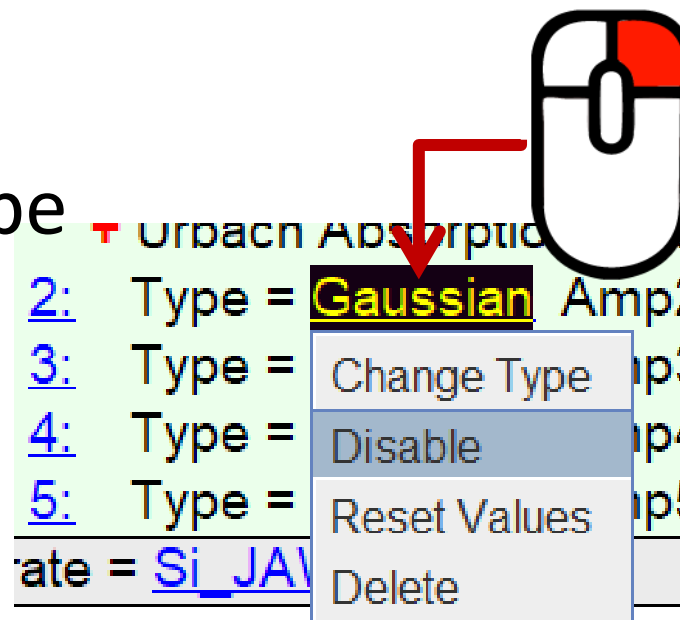 pe
+ Urbach Absorptio
2: Type = Gaussian Amp2
3: Type = Change Type mp3
4: Type = Disable mp4
5: Type = Reset Values mp5
rate = Si_JAW Delete